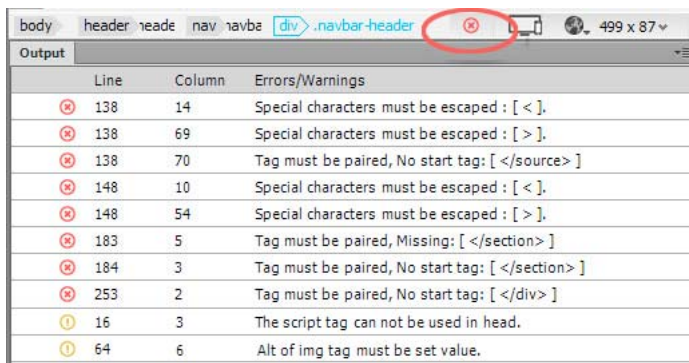 body header neade nav navba div .navbar-header 499 x 87
Output
Line Column Errors/Warnings
138 14 Special characters must be escaped : [ < ].
138 69 Special characters must be escaped : [ > ].
138 70 Tag must be paired, No start tag: [ </source> ]
148 10 Special characters must be escaped : [ < ].
148 54 Special characters must be escaped : [ > ].
183 5 Tag must be paired, Missing: [ </section> ]
184 3 Tag must be paired, No start tag: [ </section> ]
253 2 Tag must be paired, No start tag: [ </div> ]
16 3 The script tag can not be used in head.
64 6 Alt of img tag must be set value.